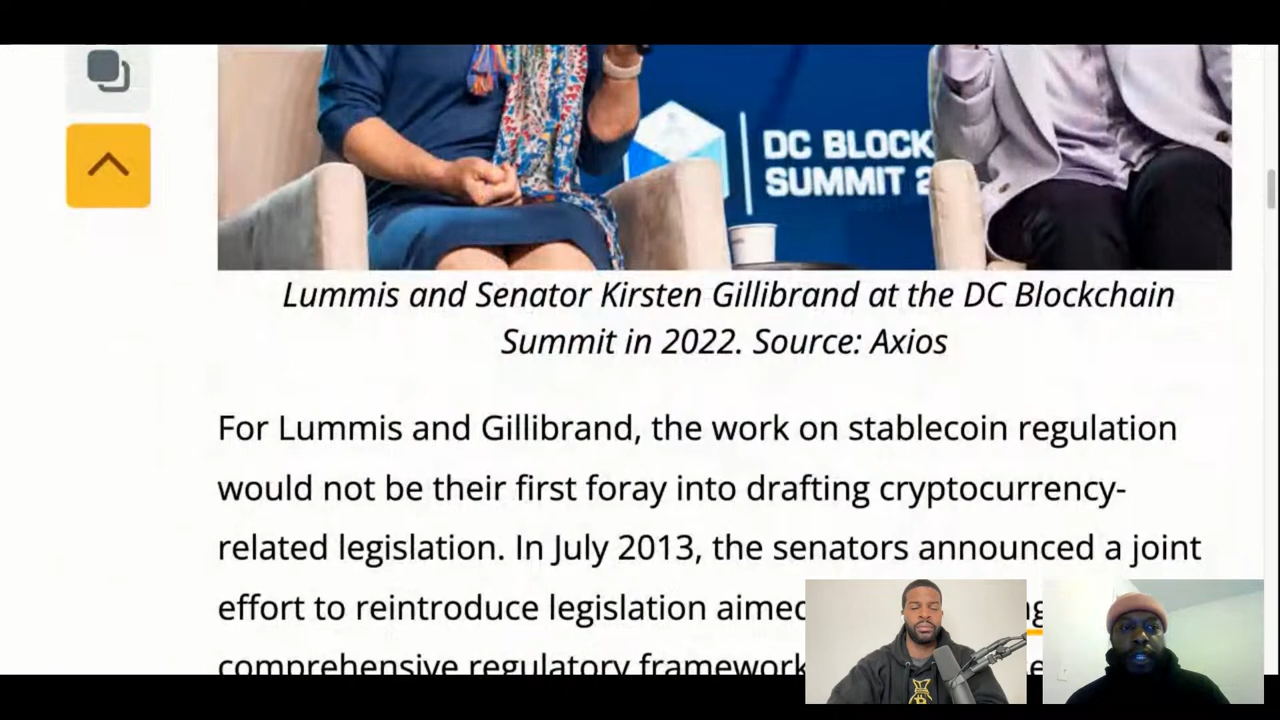 DC BLOCK
SUMMIT 2
Lummis and Senator Kirsten Gillibrand at the DC Blockchain
Summit in 2022. Source: Axios
For Lummis and Gillibrand, the work on stablecoin regulation
would not be their first foray into drafting cryptocurrency-
related legislation. In July 2013, the senators announced a joint
effort to reintroduce legislation aimed
comprehensive regulatory framework